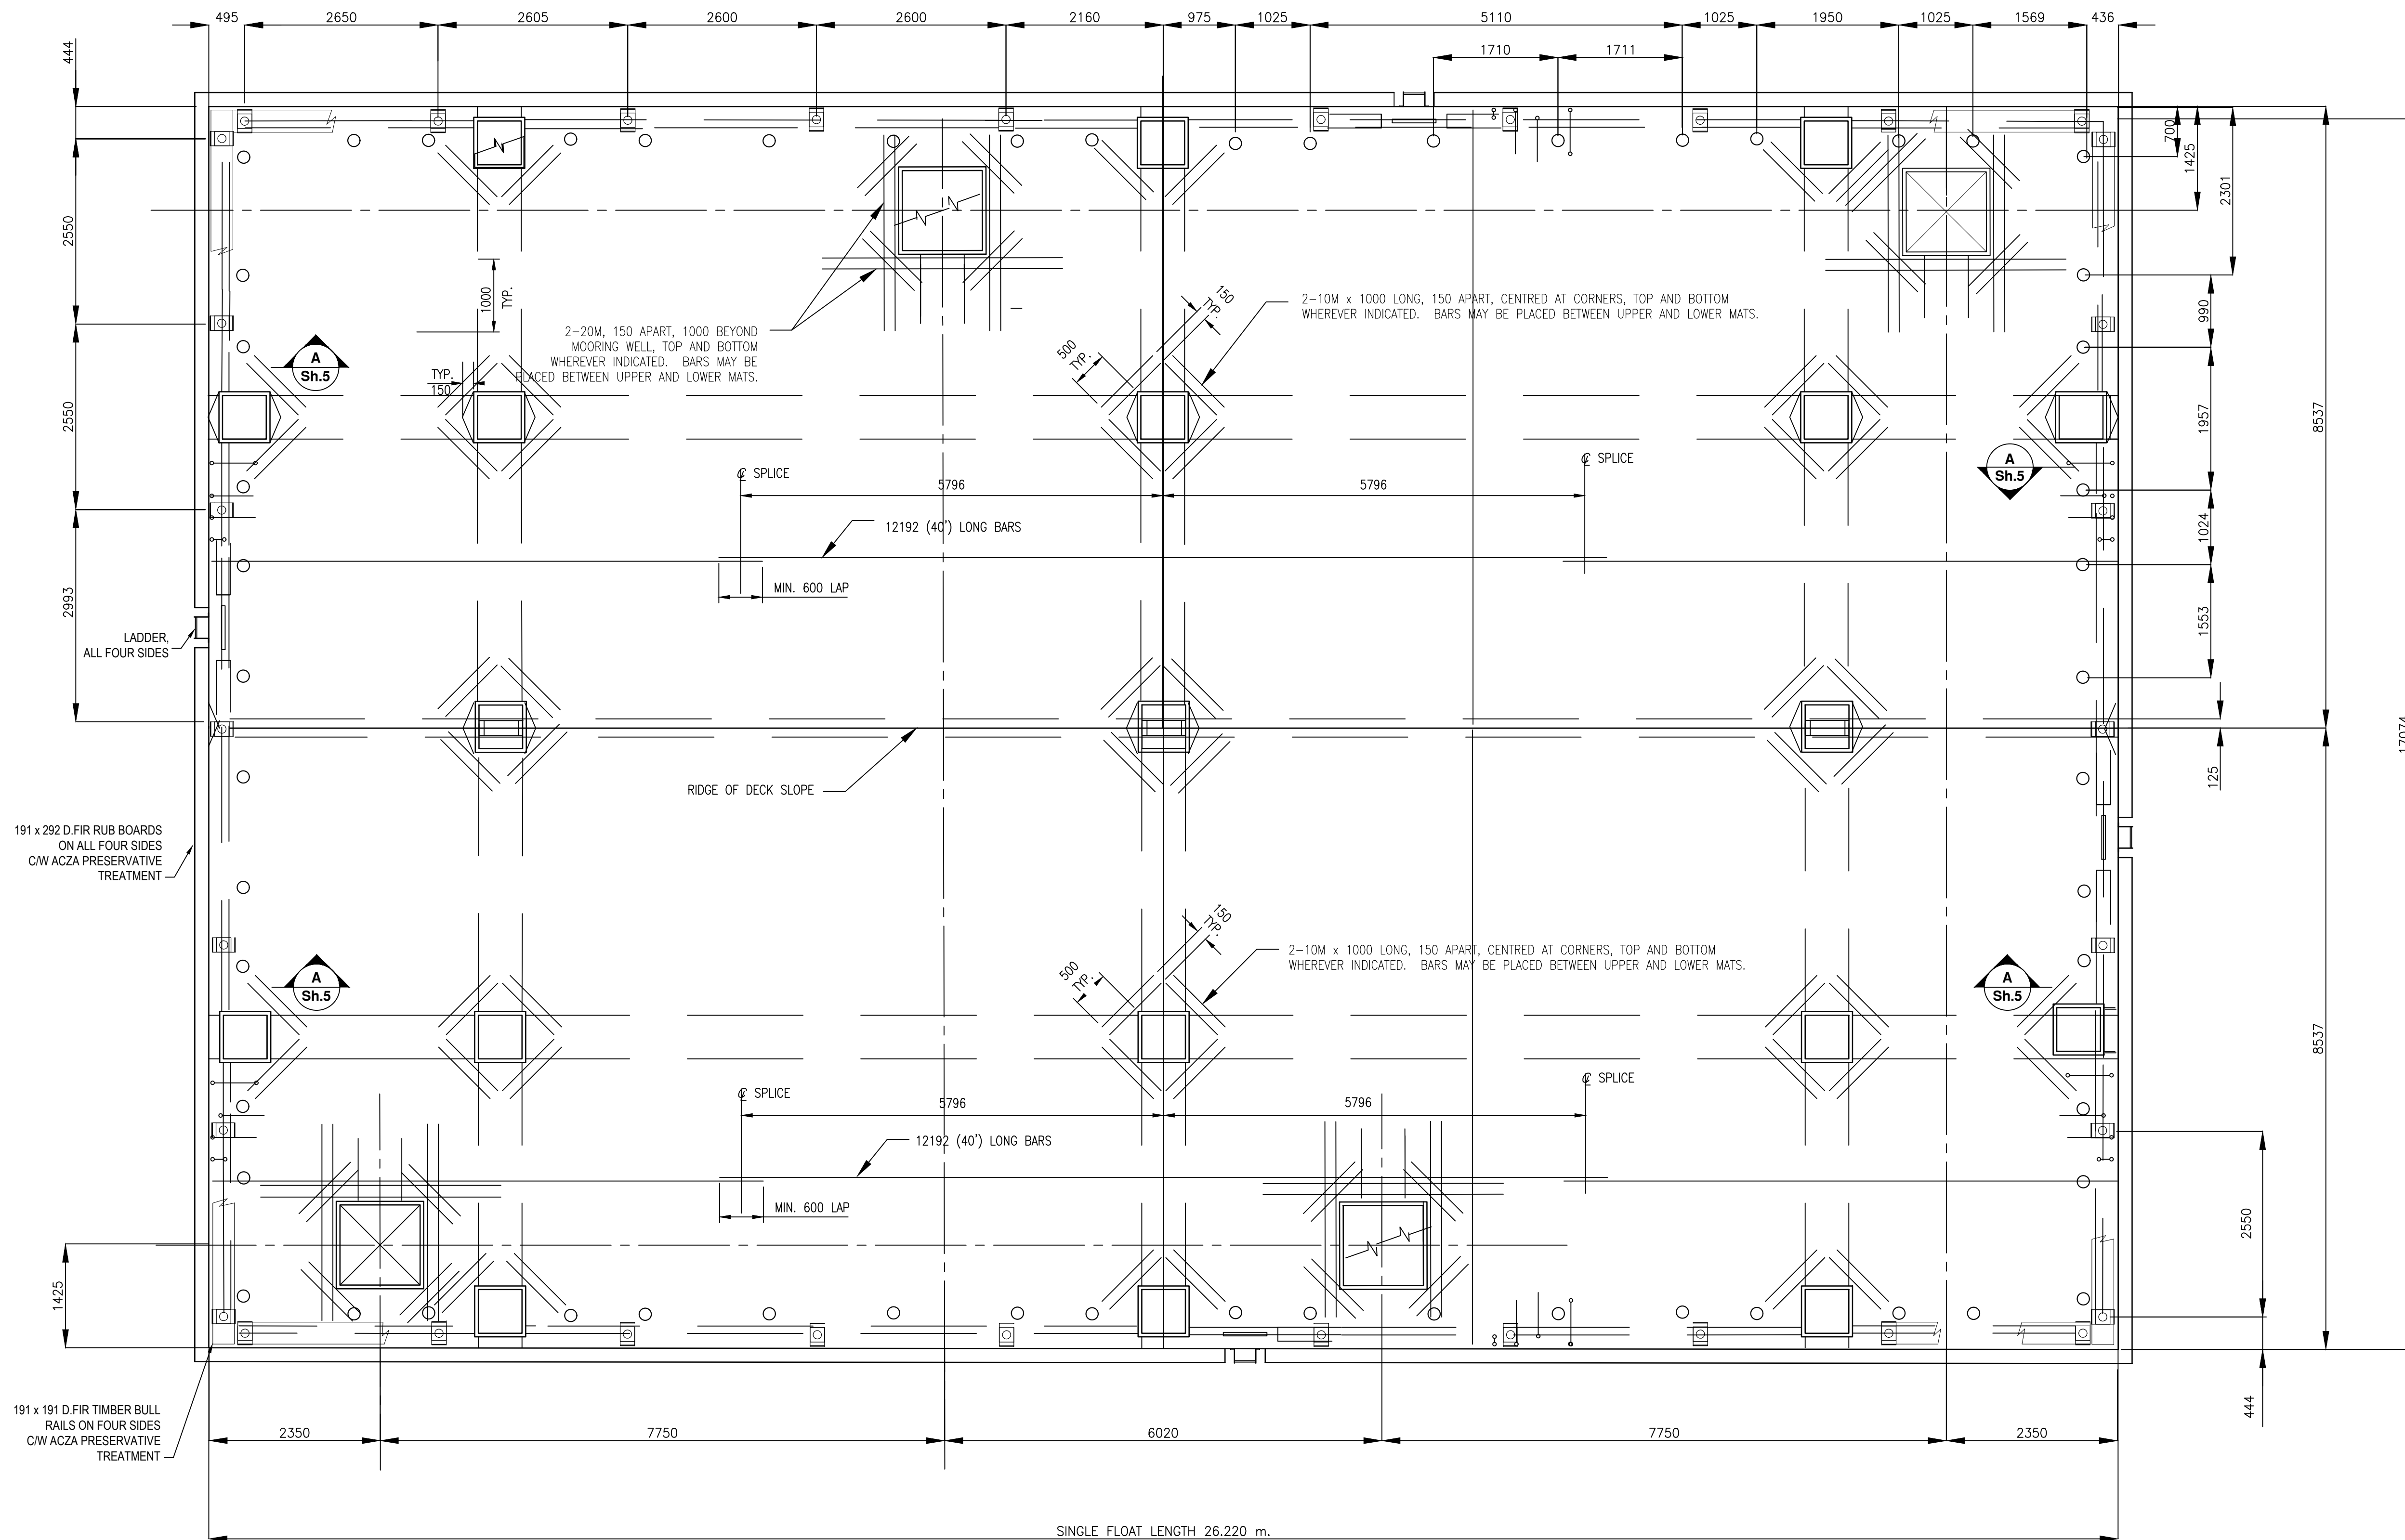 495
2650
2605
2600
2600
2160
975
1025
5110
1025
1950
1025
1569
436
1710
1711
444
2550
2550
2993
700
1425
2301
990
1957
1024
1553
125
8537
8537
17074
1000
TYP.
2-20M, 150 APART, 1000 BEYOND
MOORING WELL, TOP AND BOTTOM
WHEREVER INDICATED. BARS MAY BE
PLACED BETWEEN UPPER AND LOWER MATS.
TYP.
150
150
TYP.
500
TYP.
2-10M x 1000 LONG, 150 APART, CENTRED AT CORNERS, TOP AND BOTTOM
WHEREVER INDICATED. BARS MAY BE PLACED BETWEEN UPPER AND LOWER MATS.
A
Sh.5
A
Sh.5
℄ SPLICE
5796
5796
℄ SPLICE
12192 (40') LONG BARS
MIN. 600 LAP
LADDER,
ALL FOUR SIDES
RIDGE OF DECK SLOPE
191 x 292 D.FIR RUB BOARDS
ON ALL FOUR SIDES
C/W ACZA PRESERVATIVE
TREATMENT
150
TYP.
500
TYP.
2-10M x 1000 LONG, 150 APART, CENTRED AT CORNERS, TOP AND BOTTOM
WHEREVER INDICATED. BARS MAY BE PLACED BETWEEN UPPER AND LOWER MATS.
A
Sh.5
A
Sh.5
℄ SPLICE
5796
5796
℄ SPLICE
12192 (40') LONG BARS
MIN. 600 LAP
1425
2550
444
191 x 191 D.FIR TIMBER BULL
RAILS ON FOUR SIDES
C/W ACZA PRESERVATIVE
TREATMENT
2350
7750
6020
7750
2350
SINGLE FLOAT LENGTH 26.220 m.